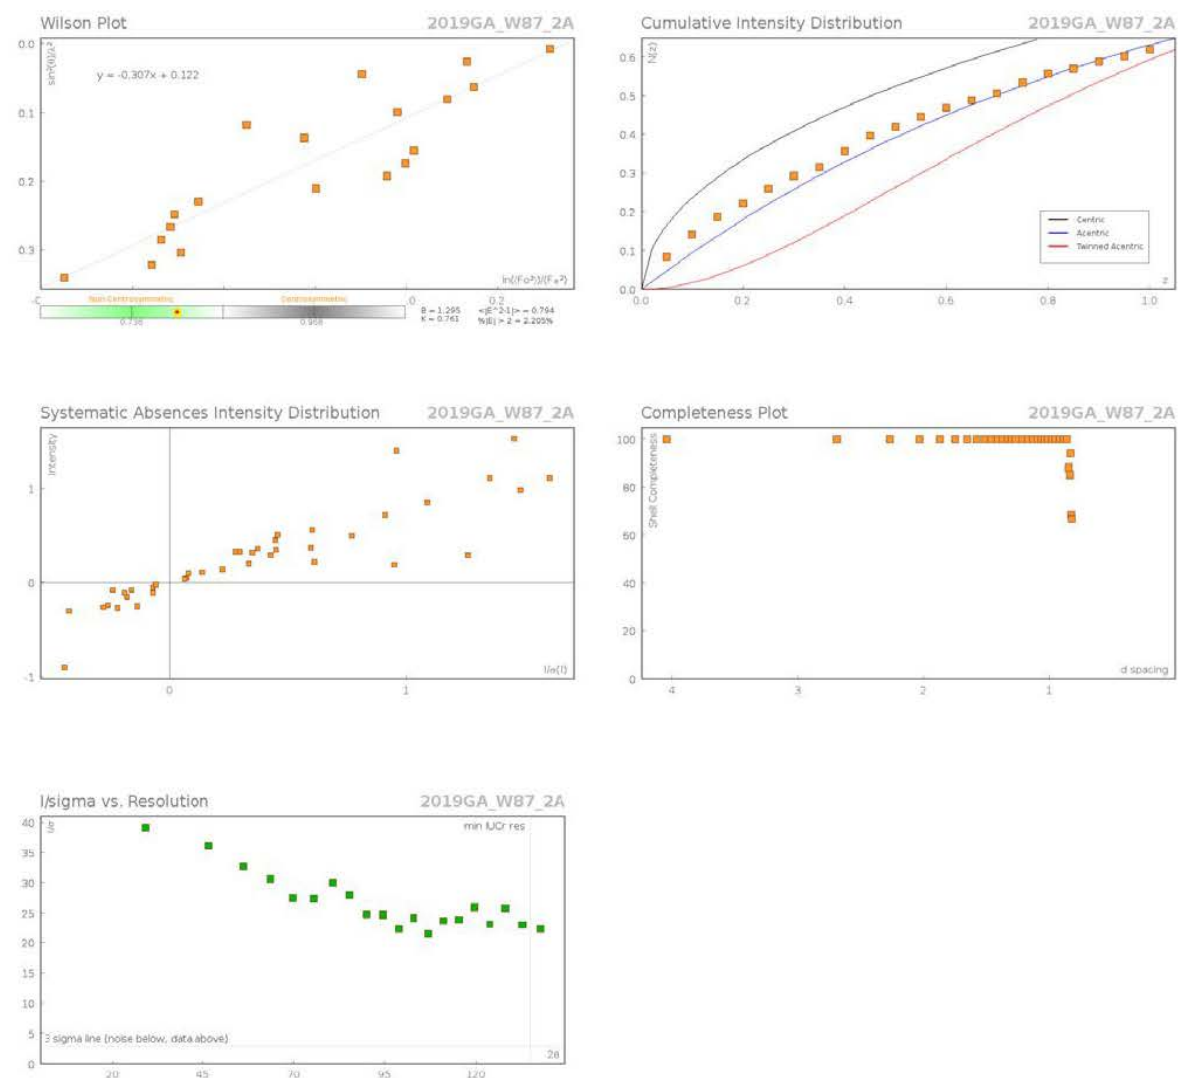 Wilson Plot 2019GA_W87_2A
0.0
y = -0.307x + 0.122
0.1
0.2
0.3
0.0 0.2
Non-Centrosymmetric Centrosymmetric
0.736 0.968
B = 1.295 <|E^2-1|> = 0.794
K = 0.761 %|E| > 2 = 2.205%
Cumulative Intensity Distribution 2019GA_W87_2A
N(z)
0.6
0.5
0.4
0.3
0.2
0.1
0.0
Centric
Acentric
Twinned Acentric
z
0.0 0.2 0.4 0.6 0.8 1.0
Systematic Absences Intensity Distribution 2019GA_W87_2A
Intensity
1
0
-1
I/σ(I)
0 1
Completeness Plot 2019GA_W87_2A
Shell Completeness
100
80
60
40
20
0
d spacing
4 3 2 1
I/sigma vs. Resolution 2019GA_W87_2A
I/σ
min IUCr res
40
35
30
25
20
15
10
5
0
3 sigma line (noise below, data above)
2θ
20 45 70 95 120